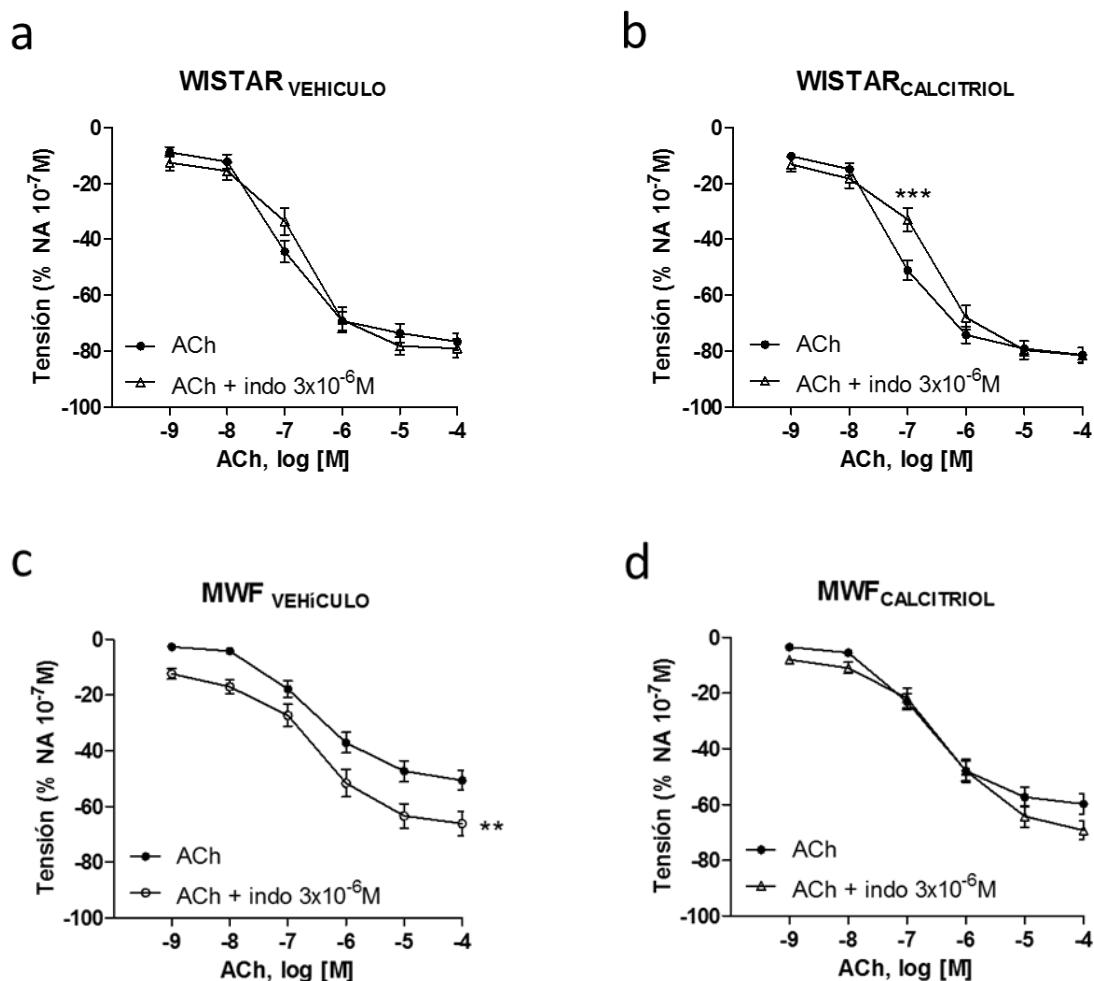 a
WISTAR VEHICULO
Tensión (% NA 10⁻⁷M)
0
-20
-40
-60
-80
-100
ACh
ACh + indo 3x10⁻⁶M
-9 -8 -7 -6 -5 -4
ACh, log [M]
b
WISTAR CALCITRIOL
Tensión (% NA 10⁻⁷M)
0
-20
-40
-60
-80
-100
***
ACh
ACh + indo 3x10⁻⁶M
-9 -8 -7 -6 -5 -4
ACh, log [M]
c
MWF VEHíCULO
Tensión (% NA 10⁻⁷M)
0
-20
-40
-60
-80
-100
**
ACh
ACh + indo 3x10⁻⁶M
-9 -8 -7 -6 -5 -4
ACh, log [M]
d
MWF CALCITRIOL
Tensión (% NA 10⁻⁷M)
0
-20
-40
-60
-80
-100
ACh
ACh + indo 3x10⁻⁶M
-9 -8 -7 -6 -5 -4
ACh, log [M]